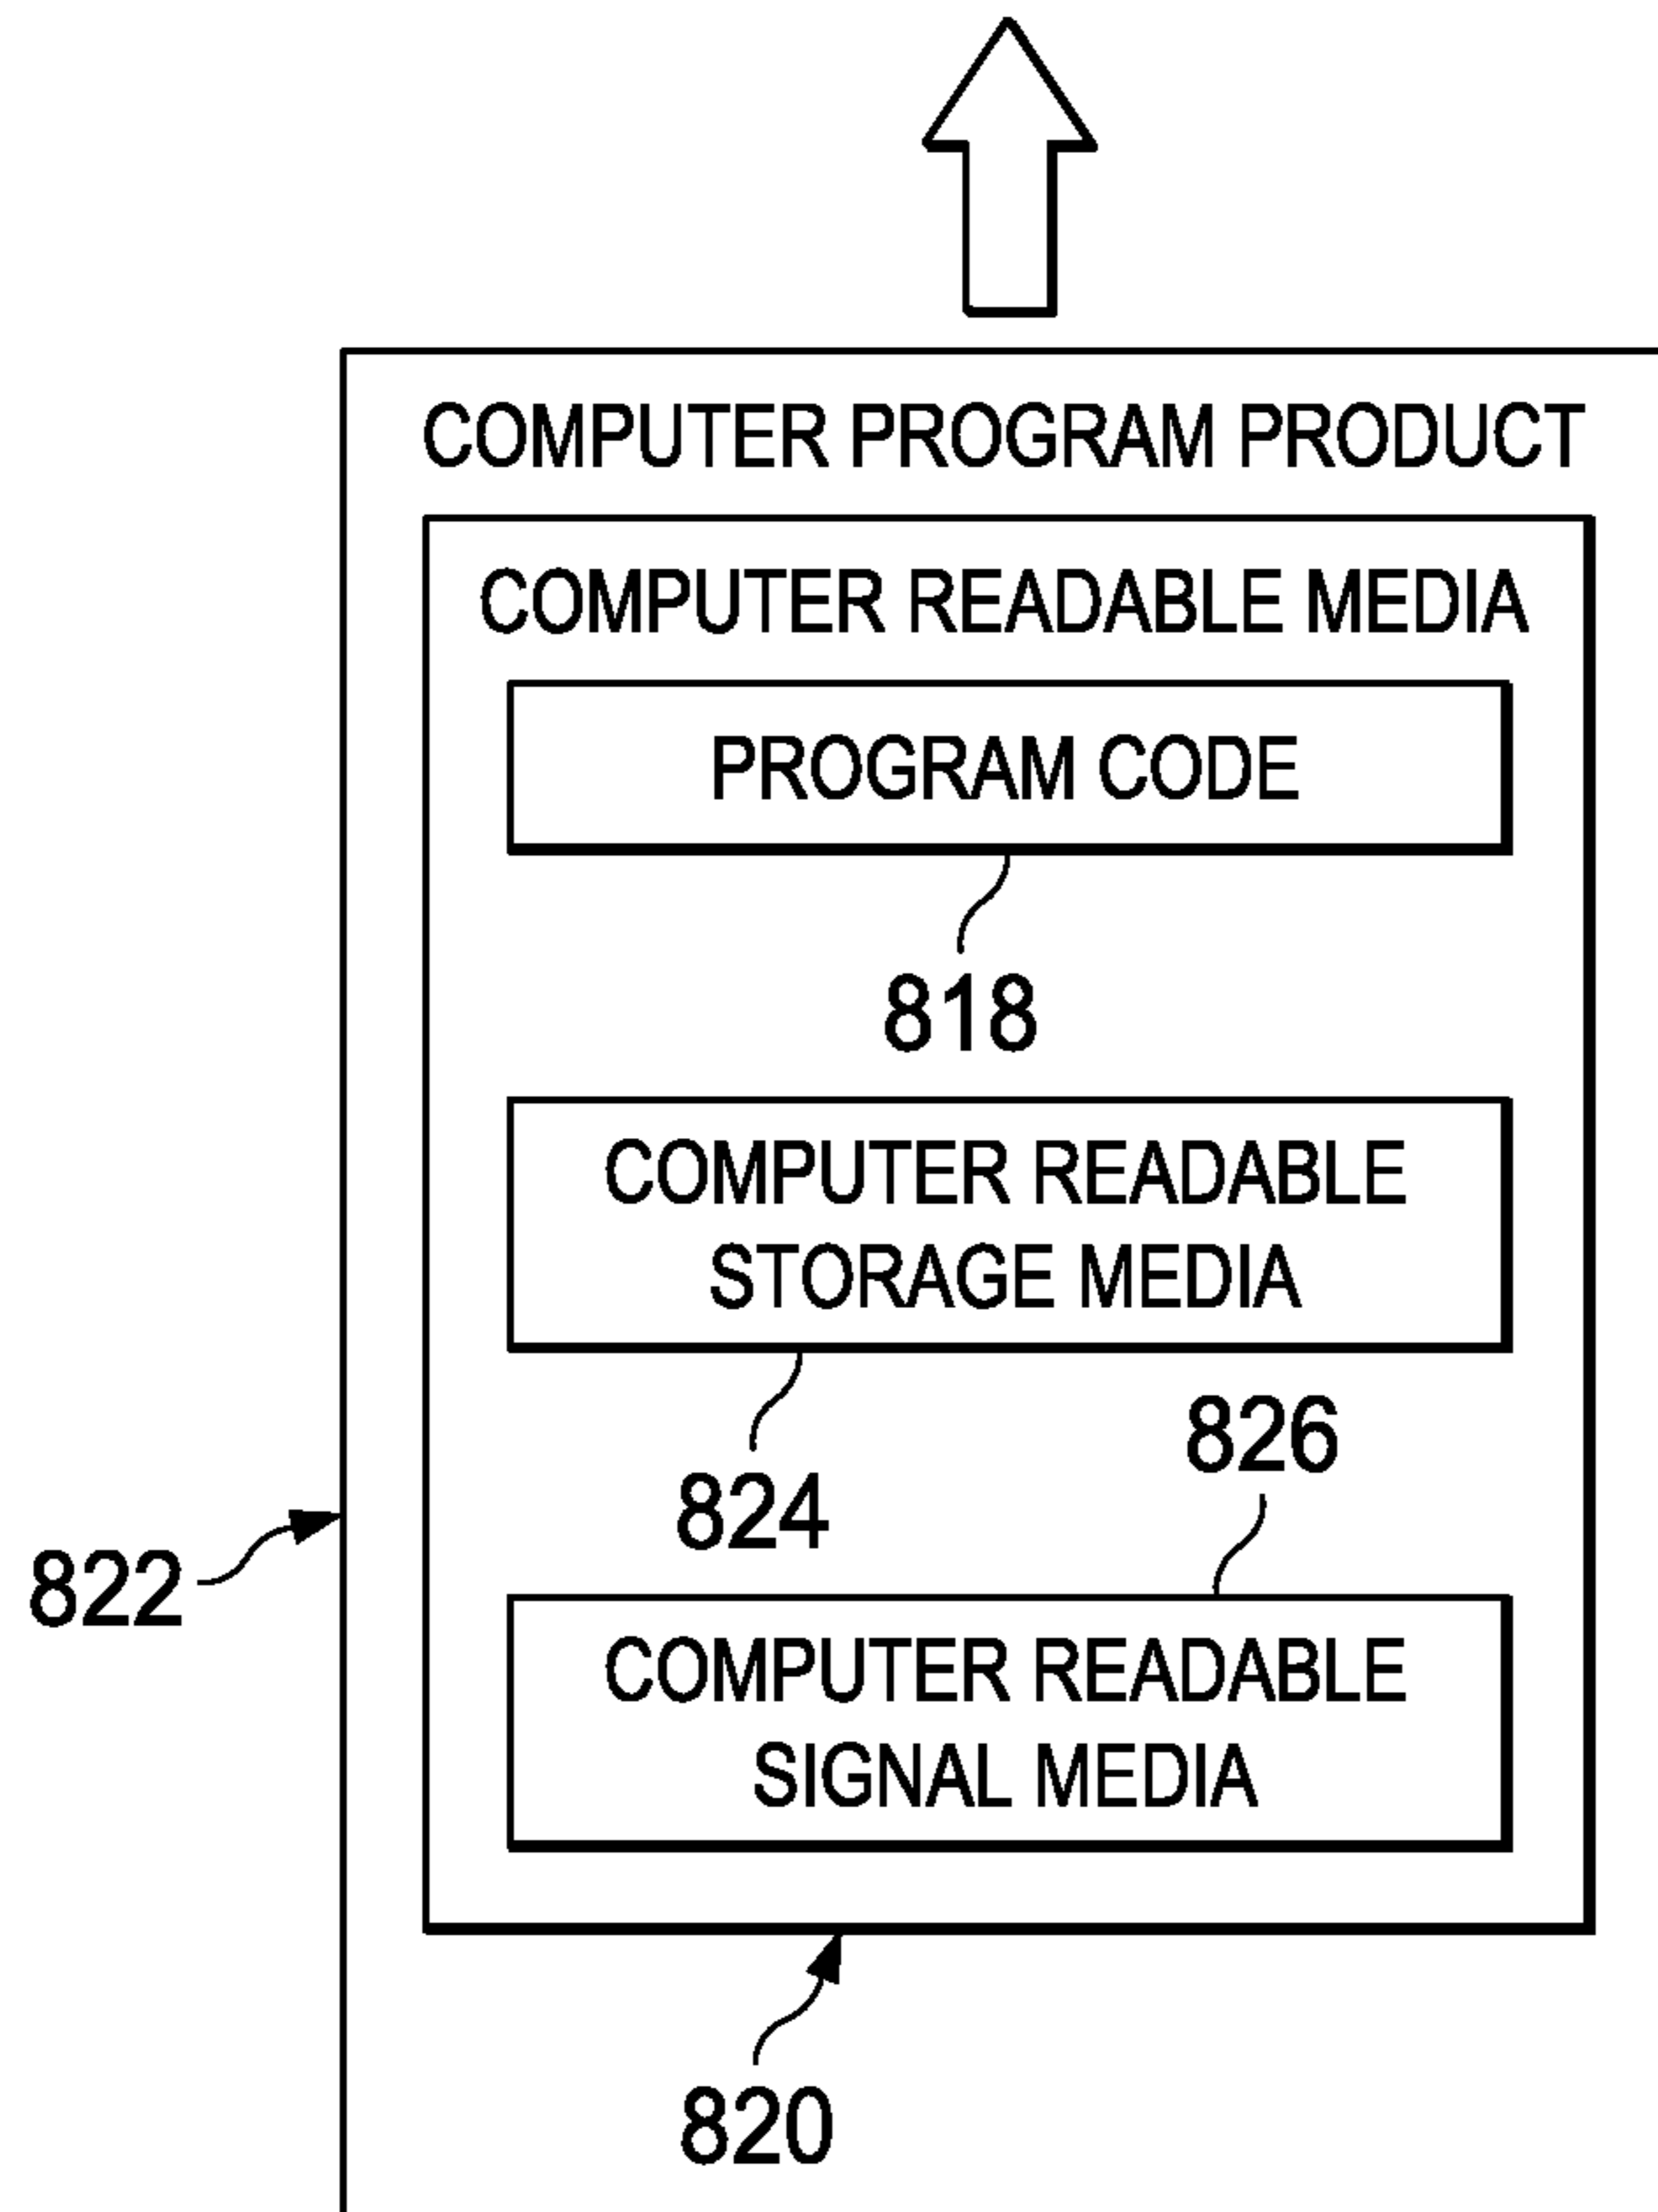 COMPUTER PROGRAM PRODUCT
COMPUTER READABLE MEDIA
PROGRAM CODE
818
COMPUTER READABLE
STORAGE MEDIA
824
826
822
COMPUTER READABLE
SIGNAL MEDIA
820